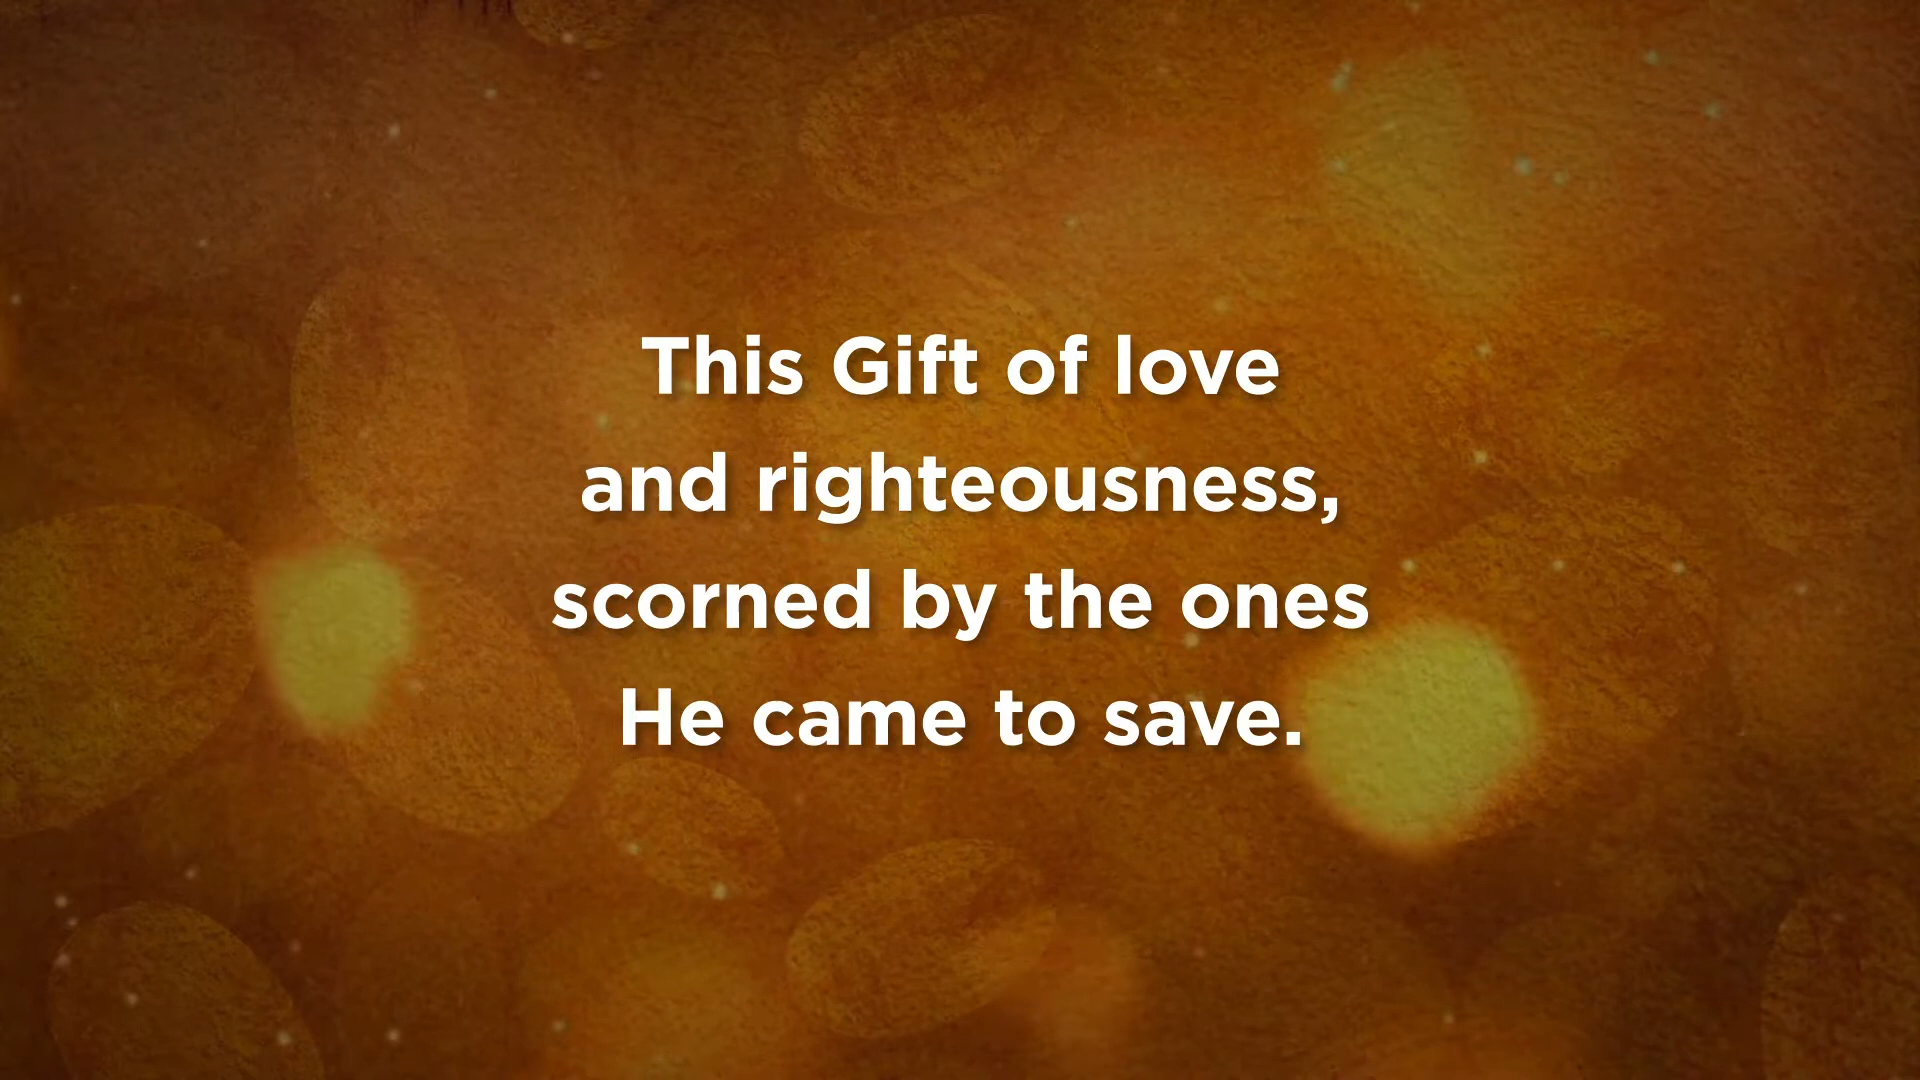 This Gift of love
and righteousness,
scorned by the ones
He came to save.